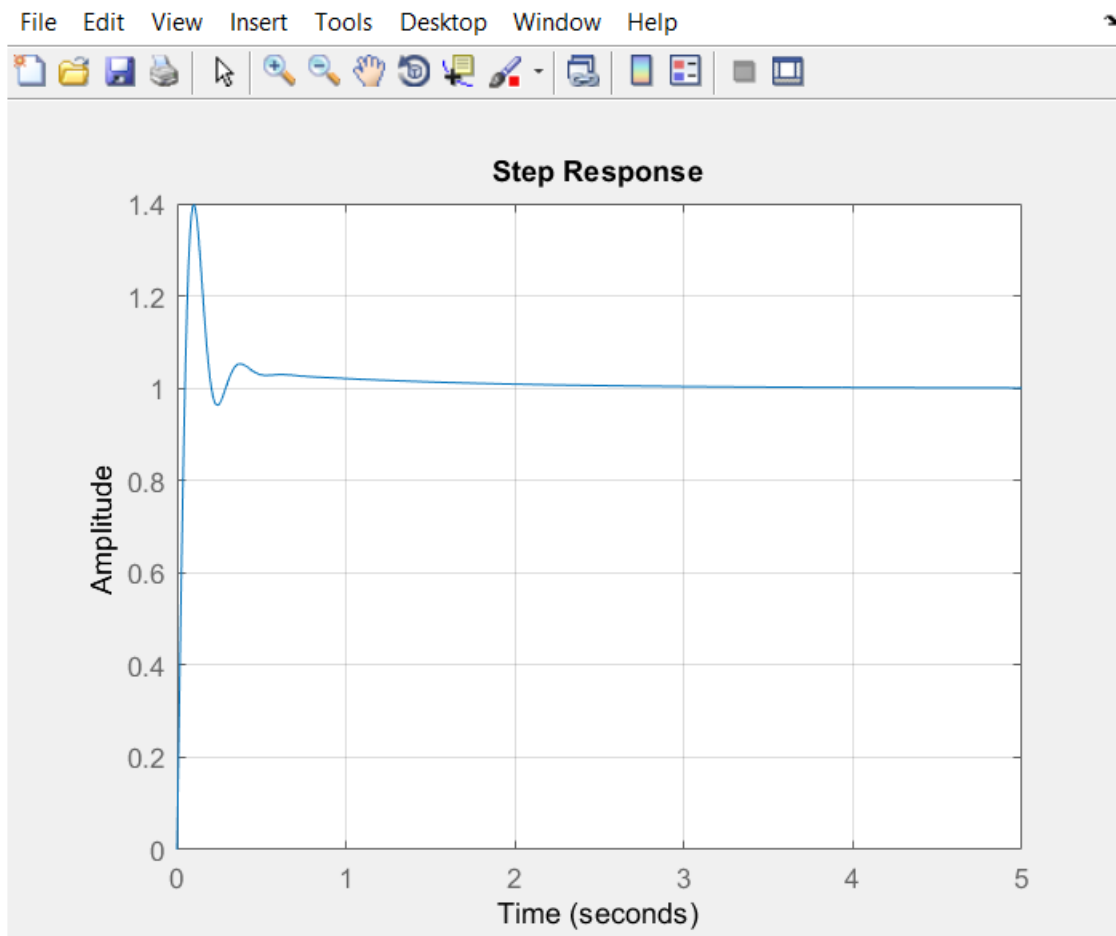 File Edit View Insert Tools Desktop Window Help
Step Response
1.4
1.2
1
0.8
0.6
0.4
0.2
0
Amplitude
0 1 2 3 4 5
Time (seconds)